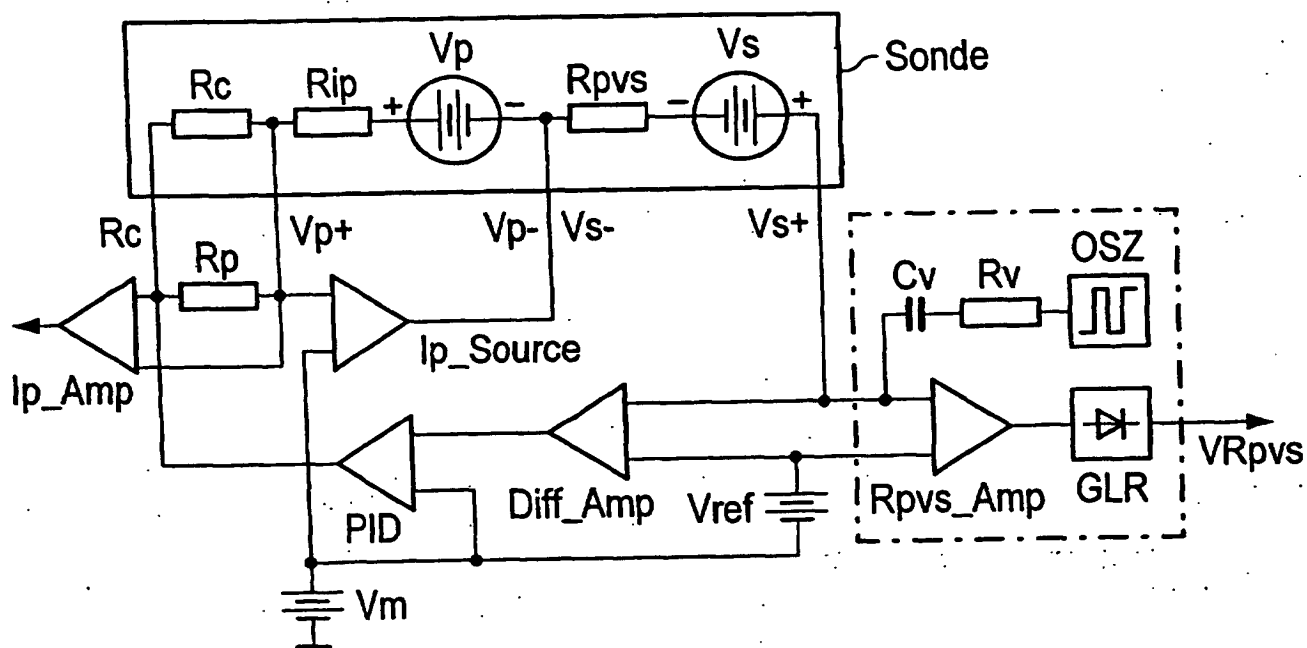 Vp
Vs
Sonde
Rc
Rip
+
-
Rpvs
-
+
Rc
Vp+
Vp-
Vs-
Vs+
Rp
OSZ
Cv
Rv
Ip_Source
Ip_Amp
PID
Diff_Amp
Vref
Rpvs_Amp
GLR
VRpvs
Vm